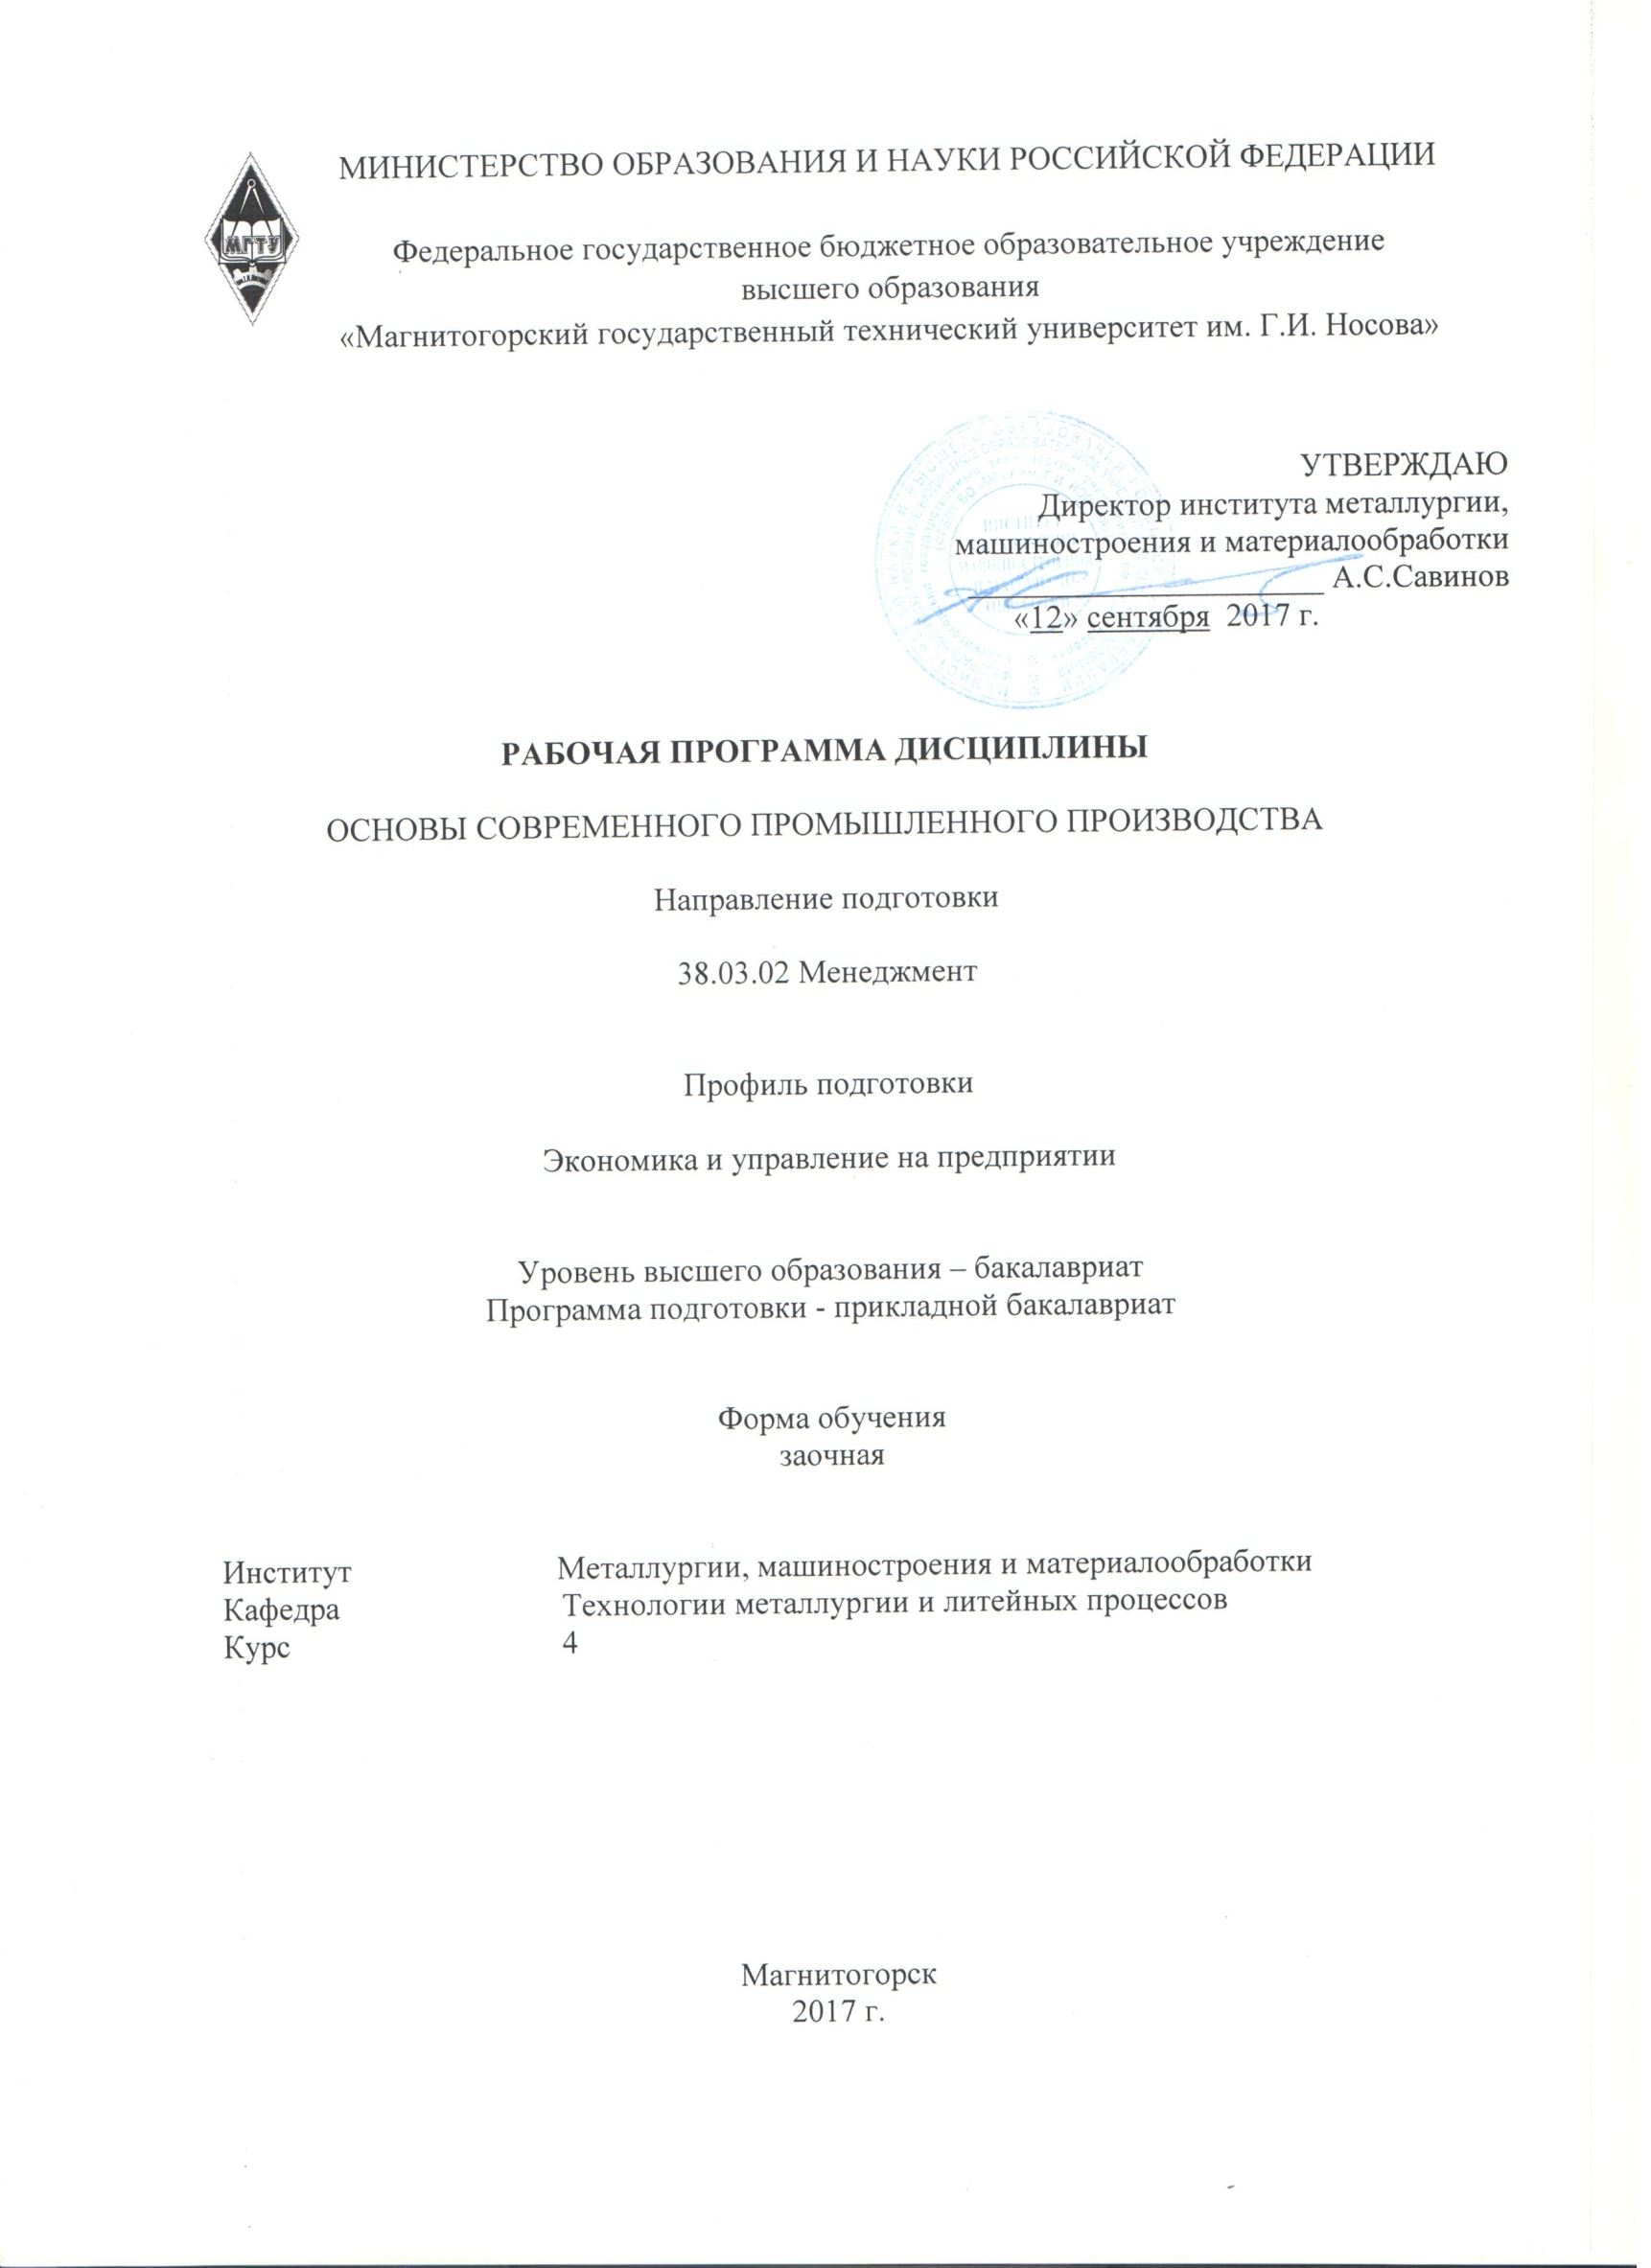 МИНИСТЕРСТВО ОБРАЗОВАНИЯ И НАУКИ РОССИЙСКОЙ ФЕДЕРАЦИИ
МГТУ
Федеральное государственное бюджетное образовательное учреждение
высшего образования
«Магнитогорский государственный технический университет им. Г.И. Носова»
УТВЕРЖДАЮ
Директор института металлургии,
машиностроения и материалообработки
А.С.Савинов
«12» сентября 2017 г.
РАБОЧАЯ ПРОГРАММА ДИСЦИПЛИНЫ
ОСНОВЫ СОВРЕМЕННОГО ПРОМЫШЛЕННОГО ПРОИЗВОДСТВА
Направление подготовки
38.03.02 Менеджмент
Профиль подготовки
Экономика и управление на предприятии
Уровень высшего образования – бакалавриат
Программа подготовки - прикладной бакалавриат
Форма обучения
заочная
Институт Металлургии, машиностроения и материалообработки
Кафедра Технологии металлургии и литейных процессов
Курс 4
Магнитогорск
2017 г.